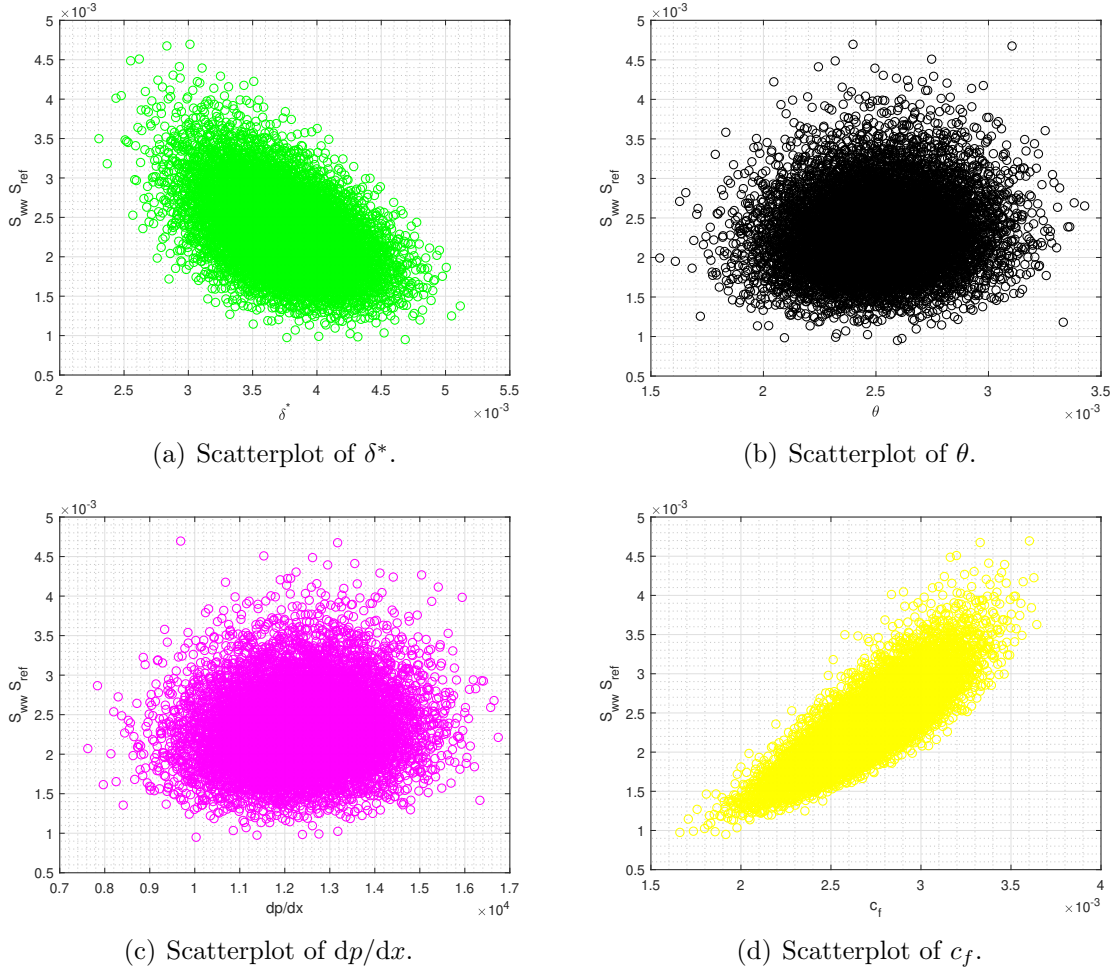 ×10⁻³
5
4.5
4
3.5
3
2.5
2
1.5
1
0.5
S_ww S_ref
2 2.5 3 3.5 4 4.5 5 5.5
δ* ×10⁻³
(a) Scatterplot of δ*.
×10⁻³
5
4.5
4
3.5
3
2.5
2
1.5
1
0.5
S_ww S_ref
1.5 2 2.5 3 3.5
θ ×10⁻³
(b) Scatterplot of θ.
×10⁻³
5
4.5
4
3.5
3
2.5
2
1.5
1
0.5
S_ww S_ref
0.7 0.9 0.9 1 1.1 1.2 1.3 1.4 1.5 1.6 1.7
dp/dx ×10⁴
(c) Scatterplot of dp/dx.
×10⁻³
5
4.5
4
3.5
3
2.5
2
1.5
1
0.5
S_ww S_ref
1.5 2 2.5 3 3.5 4
c_f ×10⁻³
(d) Scatterplot of c_f.